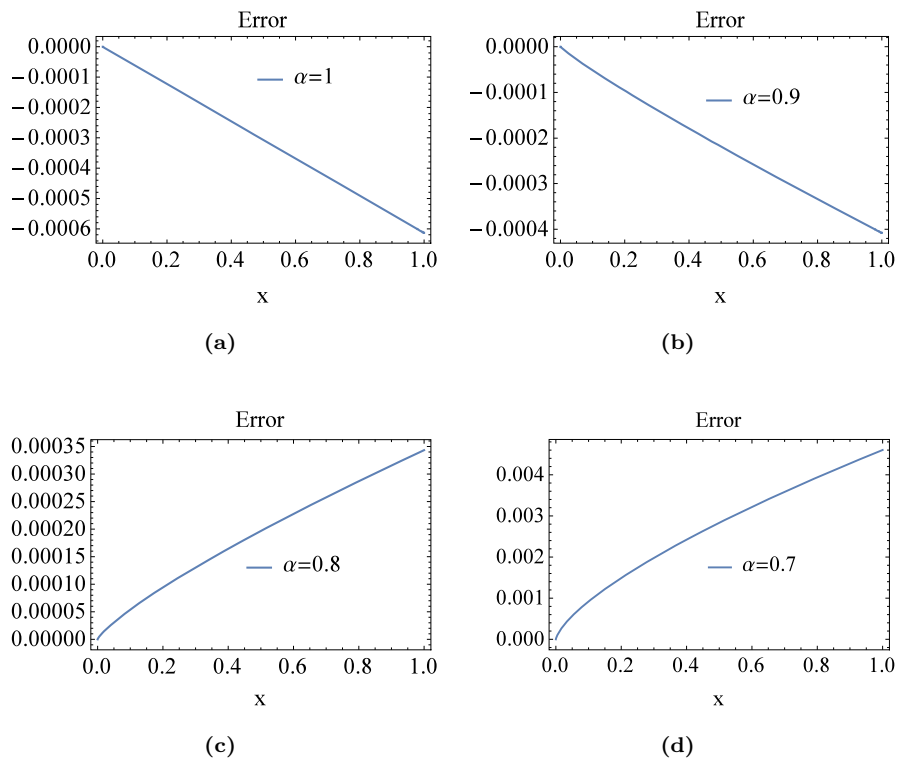 Error
0.0000
−0.0001
−0.0002
−0.0003
−0.0004
−0.0005
−0.0006
α=1
0.0 0.2 0.4 0.6 0.8 1.0
x
(a)
Error
0.0000
−0.0001
−0.0002
−0.0003
−0.0004
α=0.9
0.0 0.2 0.4 0.6 0.8 1.0
x
(b)
Error
0.00035
0.00030
0.00025
0.00020
0.00015
0.00010
0.00005
0.00000
α=0.8
0.0 0.2 0.4 0.6 0.8 1.0
x
(c)
Error
0.004
0.003
0.002
0.001
0.000
α=0.7
0.0 0.2 0.4 0.6 0.8 1.0
x
(d)